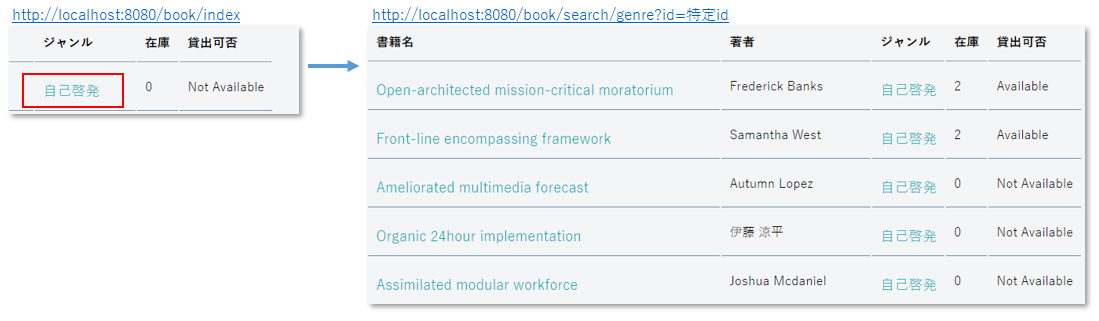 http://localhost:8080/book/index
ジャンル 在庫 貸出可否
自己啓発 0 Not Available
http://localhost:8080/book/search/genre?id=特定id
書籍名 著者 ジャンル 在庫 貸出可否
Open-architected mission-critical moratorium Frederick Banks 自己啓発 2 Available
Front-line encompassing framework Samantha West 自己啓発 2 Available
Ameliorated multimedia forecast Autumn Lopez 自己啓発 0 Not Available
Organic 24hour implementation 伊藤 涼平 自己啓発 0 Not Available
Assimilated modular workforce Joshua Mcdaniel 自己啓発 0 Not Available